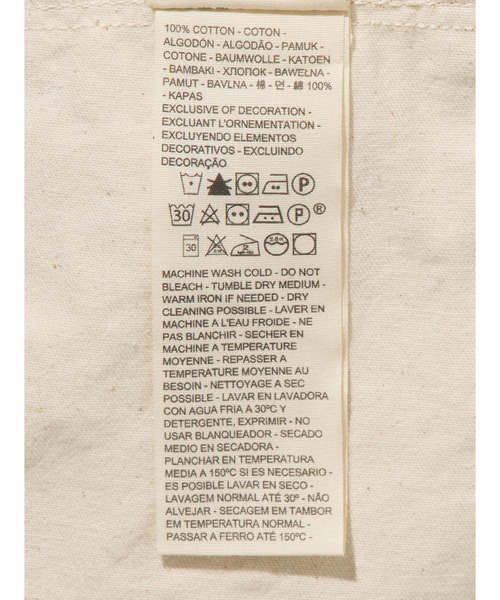 100% COTTON - COTON -
ALGODÓN - ALGODÃO - PAMUK -
COTONE - BAUMWOLLE - KATOEN
- BAMBAKI - ХЛОПОК - BAWEŁNA -
PAMUT - BAVLNA - 棉 - 면 - 綿 100%
- KAPAS
EXCLUSIVE OF DECORATION -
EXCLUANT L'ORNEMENTATION -
EXCLUYENDO ELEMENTOS
DECORATIVOS - EXCLUINDO
DECORAÇÃO
P
30 P ®
30 2
MACHINE WASH COLD - DO NOT
BLEACH - TUMBLE DRY MEDIUM -
WARM IRON IF NEEDED - DRY
CLEANING POSSIBLE - LAVER EN
MACHINE A L'EAU FROIDE - NE
PAS BLANCHIR - SECHER EN
MACHINE A TEMPERATURE
MOYENNE - REPASSER A
TEMPERATURE MOYENNE AU
BESOIN - NETTOYAGE A SEC
POSSIBLE - LAVAR EN LAVADORA
CON AGUA FRIA A 30ºC Y
DETERGENTE, EXPRIMIR - NO
USAR BLANQUEADOR - SECADO
MEDIO EN SECADORA -
PLANCHAR EN TEMPERATURA
MEDIA A 150ºC SI ES NECESARIO -
ES POSIBLE LAVAR EN SECO -
LAVAGEM NORMAL ATÉ 30º - NÃO
ALVEJAR - SECAGEM EM TAMBOR
EM TEMPERATURA NORMAL -
PASSAR A FERRO ATÉ 150ºC -